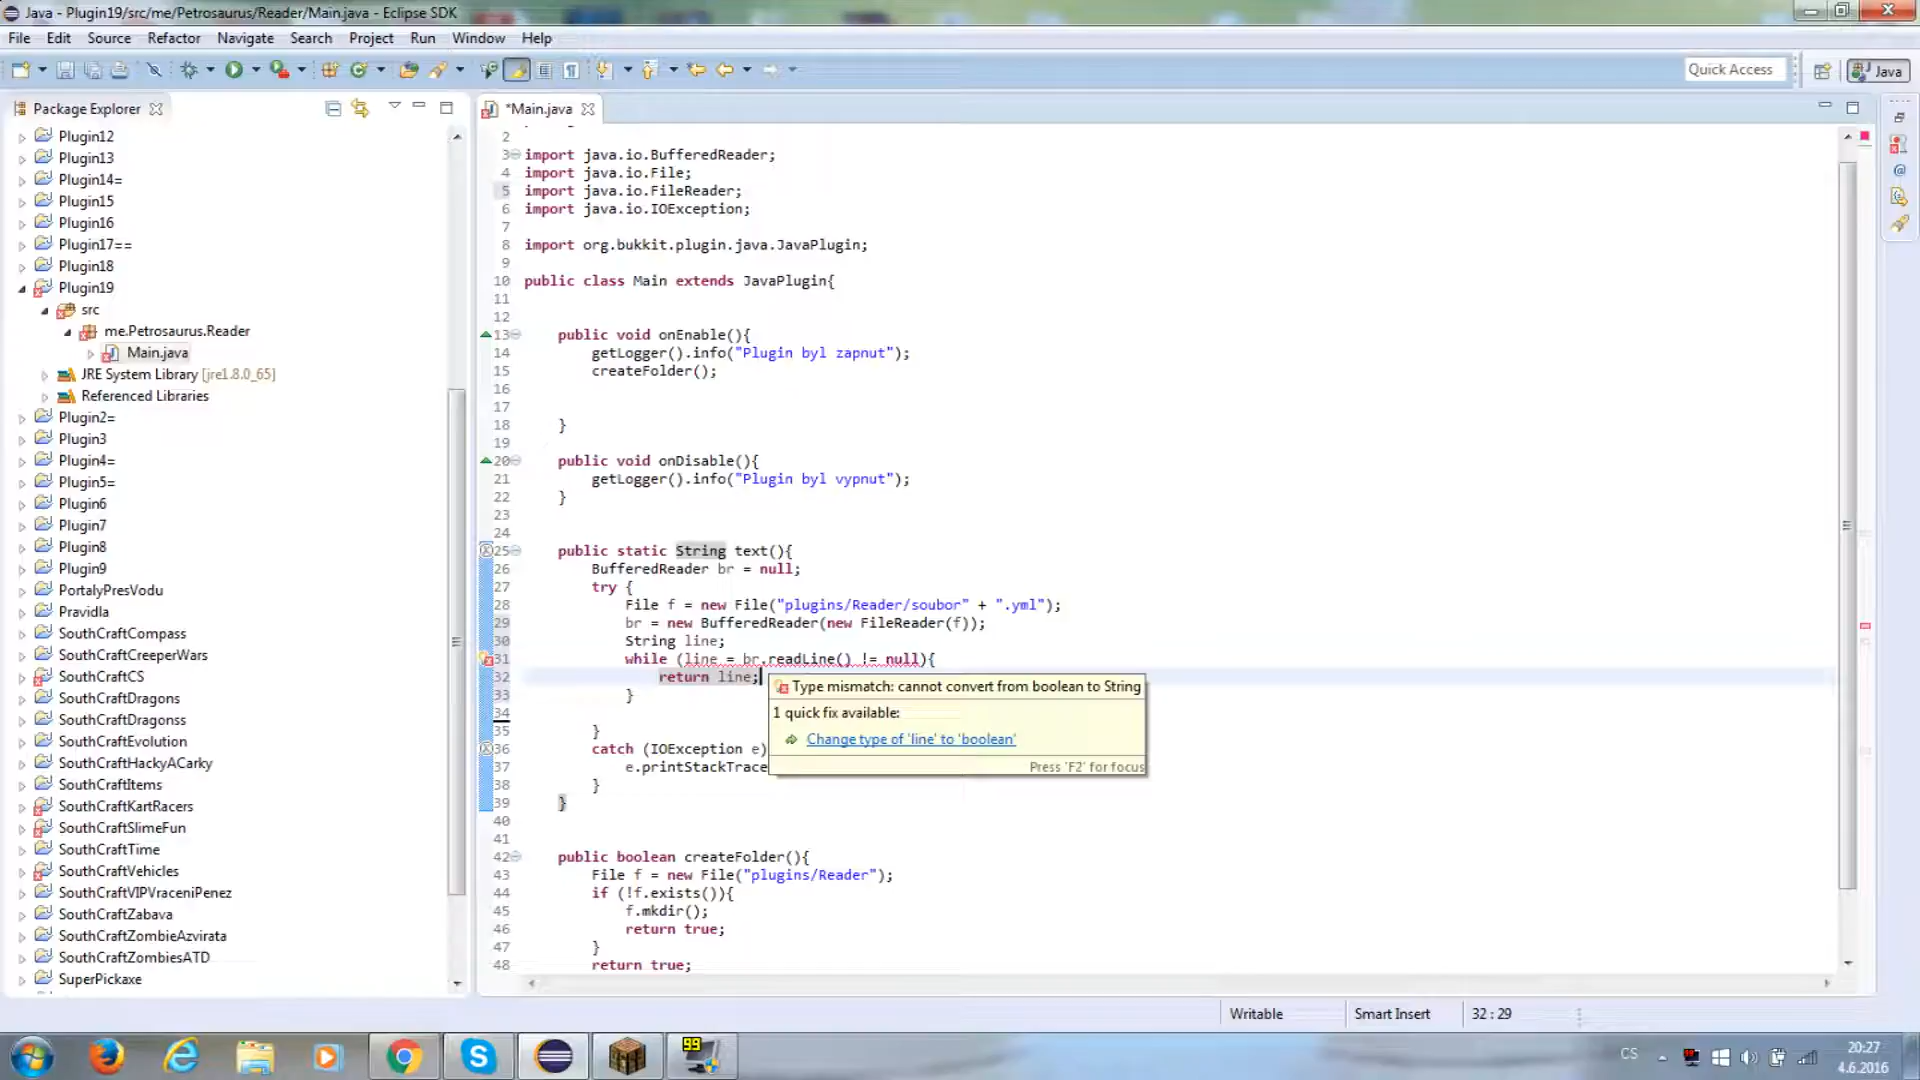 Java - Plugin19/src/me/Petrosaurus/Reader/Main.java - Eclipse SDK
File Edit Source Refactor Navigate Search Project Run Window Help
Quick Access
Java
Package Explorer
Plugin12
Plugin13
Plugin14=
Plugin15
Plugin16
Plugin17==
Plugin18
Plugin19
src
me.Petrosaurus.Reader
Main.java
JRE System Library [jre1.8.0_65]
Referenced Libraries
Plugin2=
Plugin3
Plugin4=
Plugin5=
Plugin6
Plugin7
Plugin8
Plugin9
PortalyPresVodu
Pravidla
SouthCraftCompass
SouthCraftCreeperWars
SouthCraftCS
SouthCraftDragons
SouthCraftDragonss
SouthCraftEvolution
SouthCraftHackyACarky
SouthCraftItems
SouthCraftKartRacers
SouthCraftSlimeFun
SouthCraftTime
SouthCraftVehicles
SouthCraftVIPVraceniPenez
SouthCraftZabava
SouthCraftZombieAzvirata
SouthCraftZombiesATD
SuperPickaxe
*Main.java
2
3 import java.io.BufferedReader;
4 import java.io.File;
5 import java.io.FileReader;
6 import java.io.IOException;
7
8 import org.bukkit.plugin.java.JavaPlugin;
9
10 public class Main extends JavaPlugin{
11
12
13 public void onEnable(){
14 getLogger().info("Plugin byl zapnut");
15 createFolder();
16
17
18 }
19
20 public void onDisable(){
21 getLogger().info("Plugin byl vypnut");
22 }
23
24
25 public static String text(){
26 BufferedReader br = null;
27 try {
28 File f = new File("plugins/Reader/soubor" + ".yml");
29 br = new BufferedReader(new FileReader(f));
30 String line;
31 while (line = br.readLine() != null){
32 return line;
33 }
34
35 }
36 catch (IOException e)
37 e.printStackTrace
38 }
39 }
40
41
42 public boolean createFolder(){
43 File f = new File("plugins/Reader");
44 if (!f.exists()){
45 f.mkdir();
46 return true;
47 }
48 return true;
Type mismatch: cannot convert from boolean to String
1 quick fix available:
Change type of 'line' to 'boolean'
Press 'F2' for focus
Writable Smart Insert 32 : 29
99
CS
20:27
4.6.2016